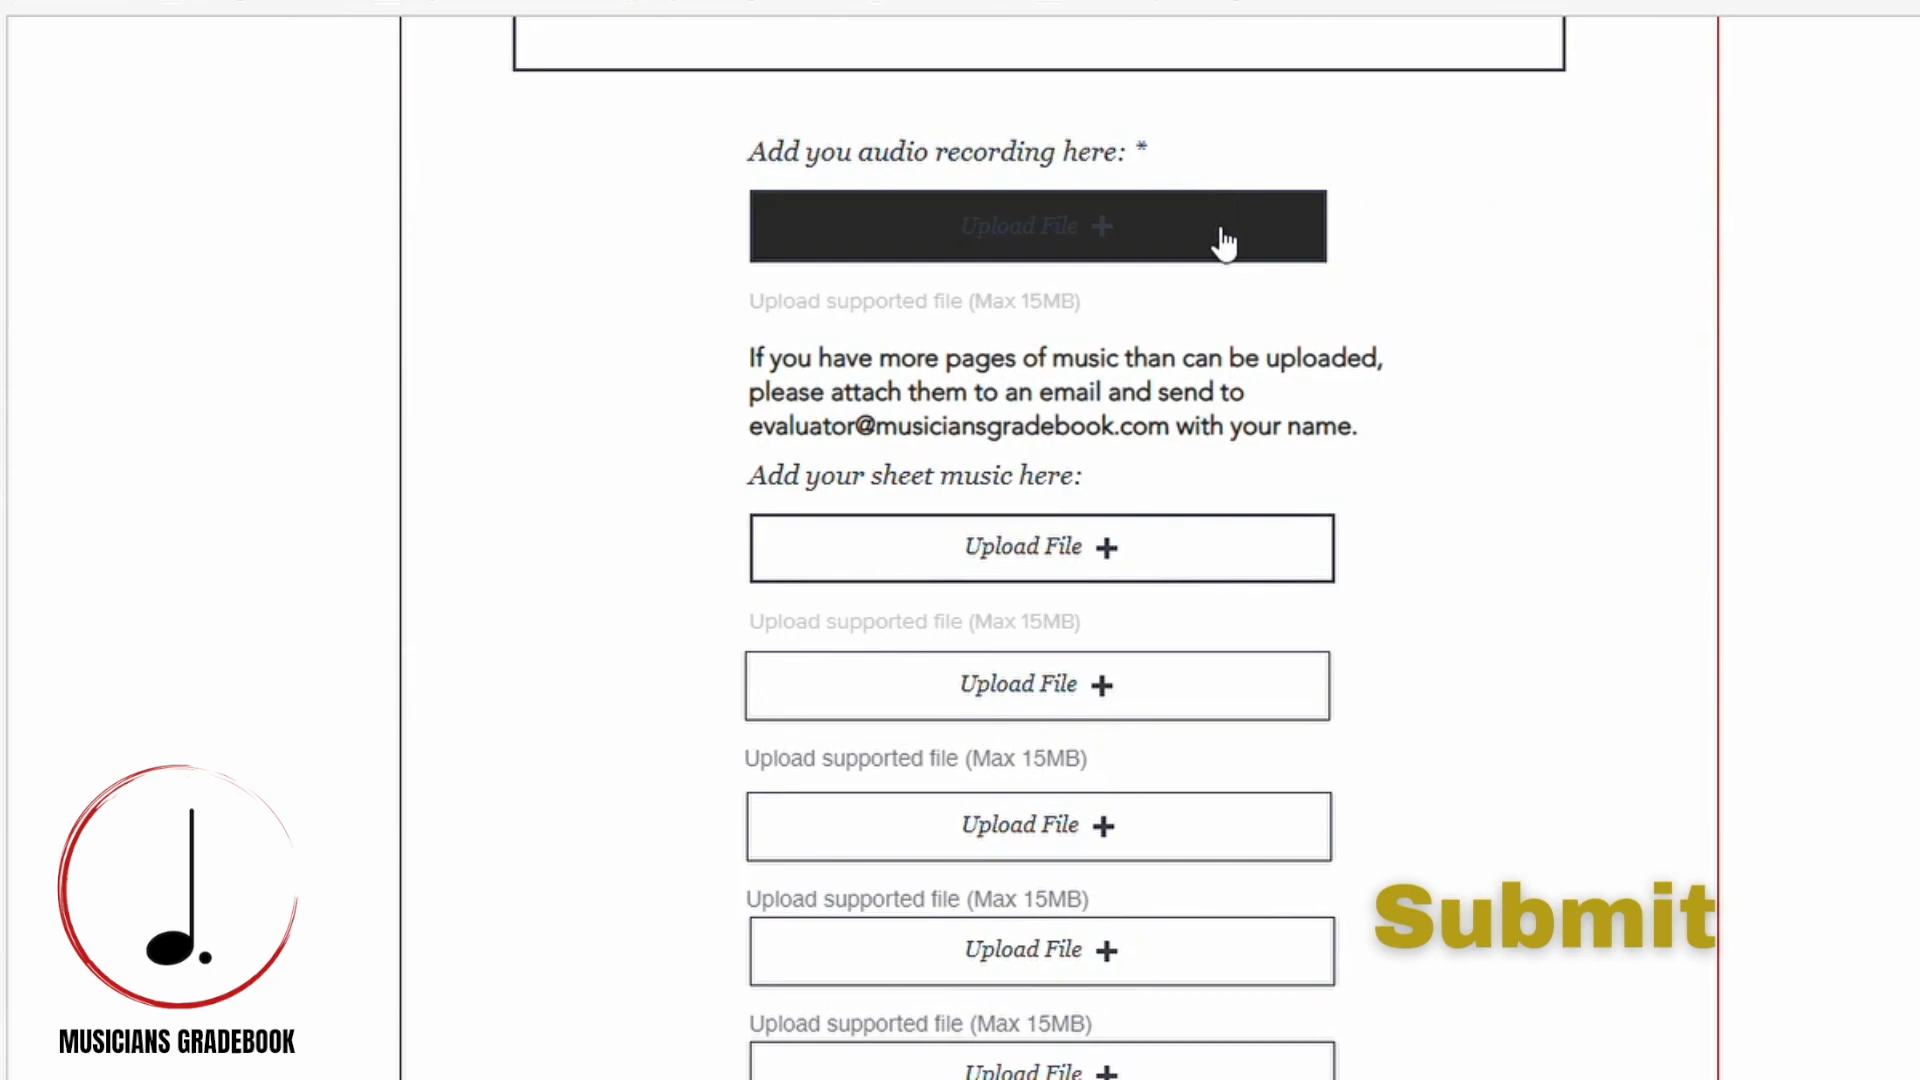 Add you audio recording here: *
Upload File +
Upload supported file (Max 15MB)
If you have more pages of music than can be uploaded,
please attach them to an email and send to
evaluator@musiciansgradebook.com with your name.
Add your sheet music here:
Upload File +
Upload supported file (Max 15MB)
Upload File +
Upload supported file (Max 15MB)
Upload File +
Upload supported file (Max 15MB)
Upload File +
Upload supported file (Max 15MB)
Upload File +
Submit
MUSICIANS GRADEBOOK